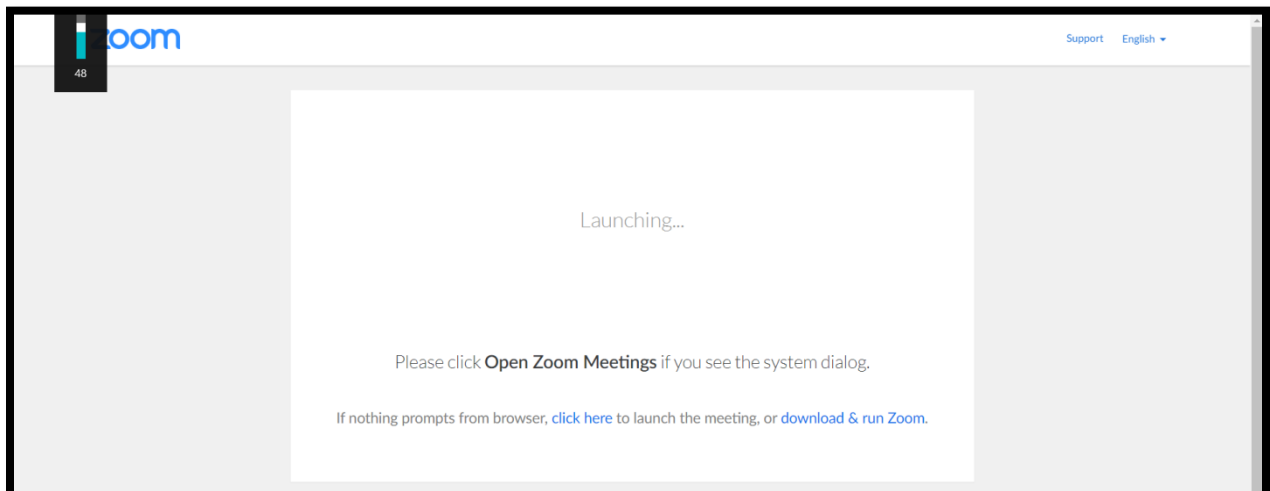 zoom
Support English
48
Launching...
Please click Open Zoom Meetings if you see the system dialog.
If nothing prompts from browser, click here to launch the meeting, or download & run Zoom.